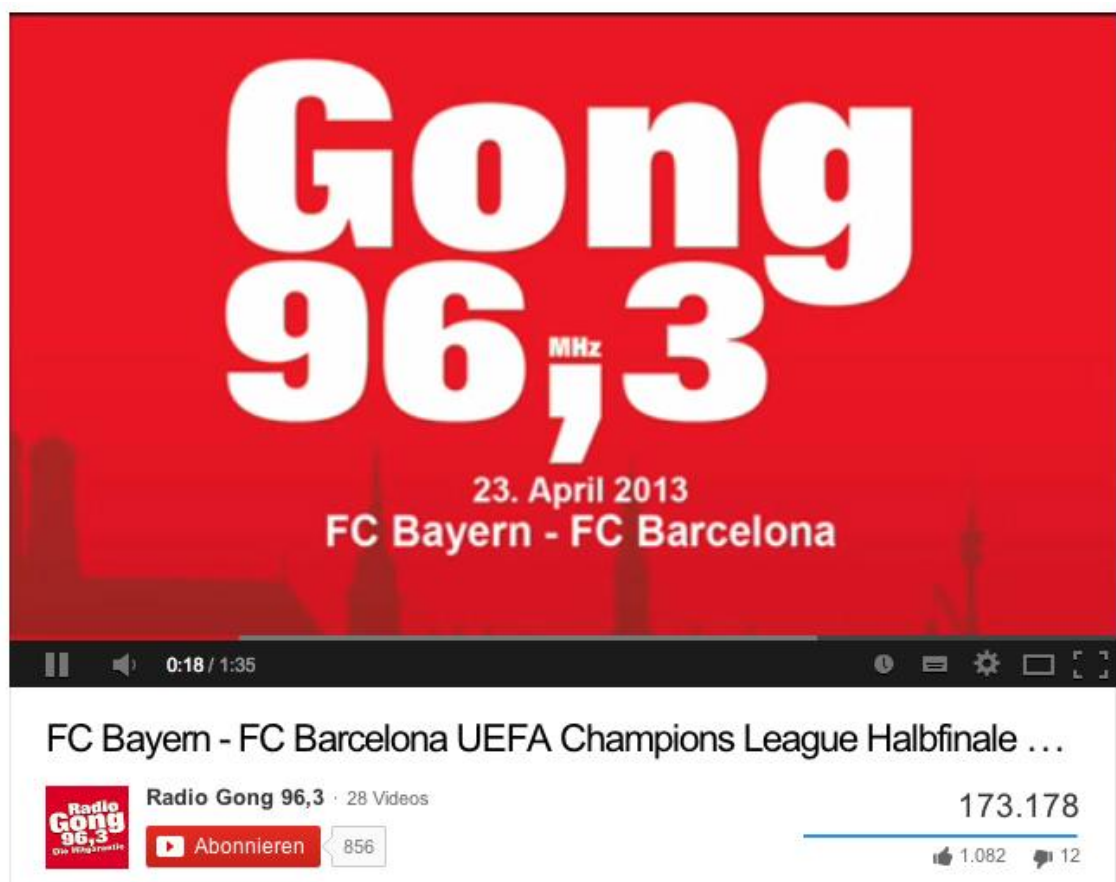 Gong
96,3
MHz
23. April 2013
FC Bayern - FC Barcelona
0:18 / 1:35
FC Bayern - FC Barcelona UEFA Champions League Halbfinale …
Radio
Gong
96,3
Die Hitgarantie
Radio Gong 96,3 · 28 Videos
Abonnieren 856
173.178
1.082 12